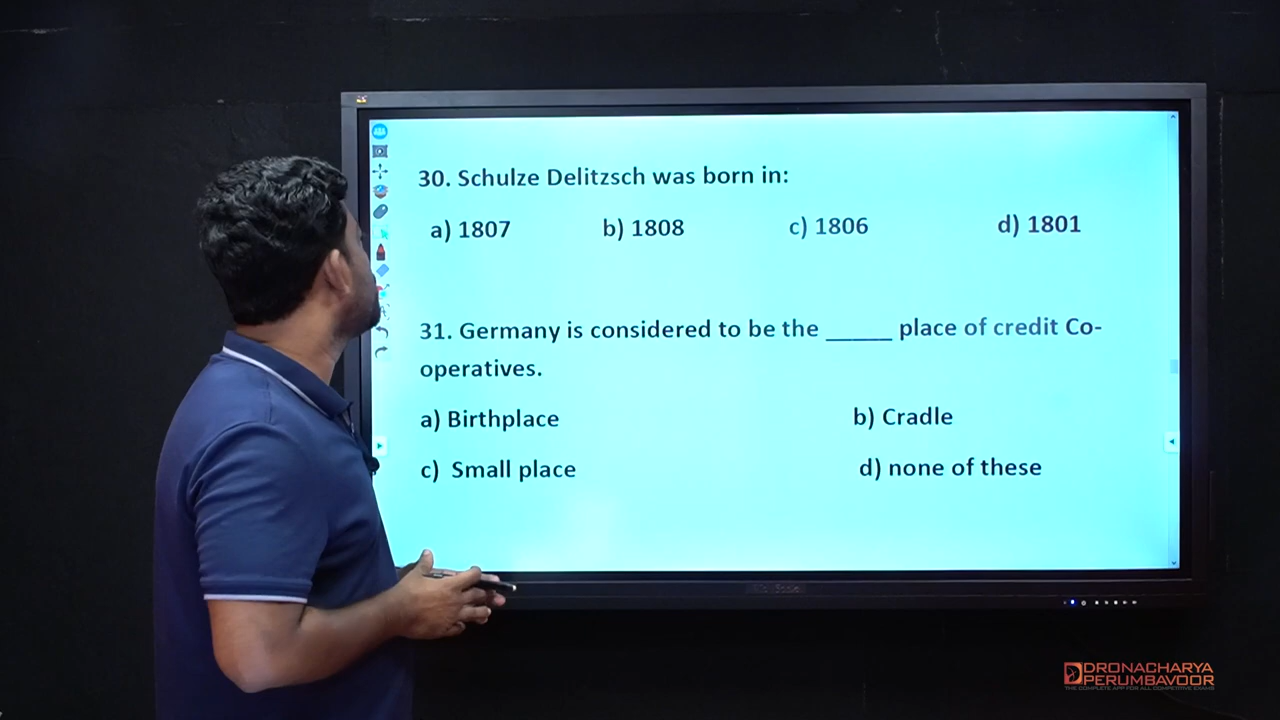 30. Schulze Delitzsch was born in:
a) 1807 b) 1808 c) 1806 d) 1801
31. Germany is considered to be the _____ place of credit Co-
operatives.
a) Birthplace b) Cradle
c) Small place d) none of these
DRONACHARYA
PERUMBAVOOR
THE COMPLETE APP FOR ALL COMPETITIVE EXAMS